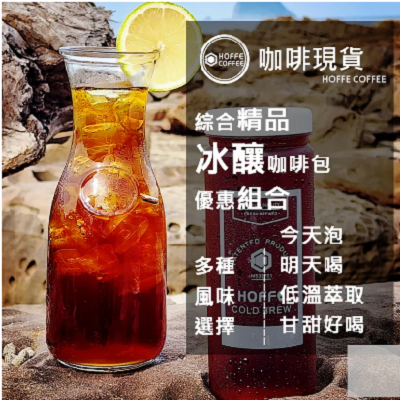 HOFFE
COFFEE
咖啡現貨
HOFFE COFFEE
綜合精品
冰釀咖啡包
優惠組合
今天泡
多種 明天喝
風味 低溫萃取
選擇 甘甜好喝
HOFFE
COLD BREW